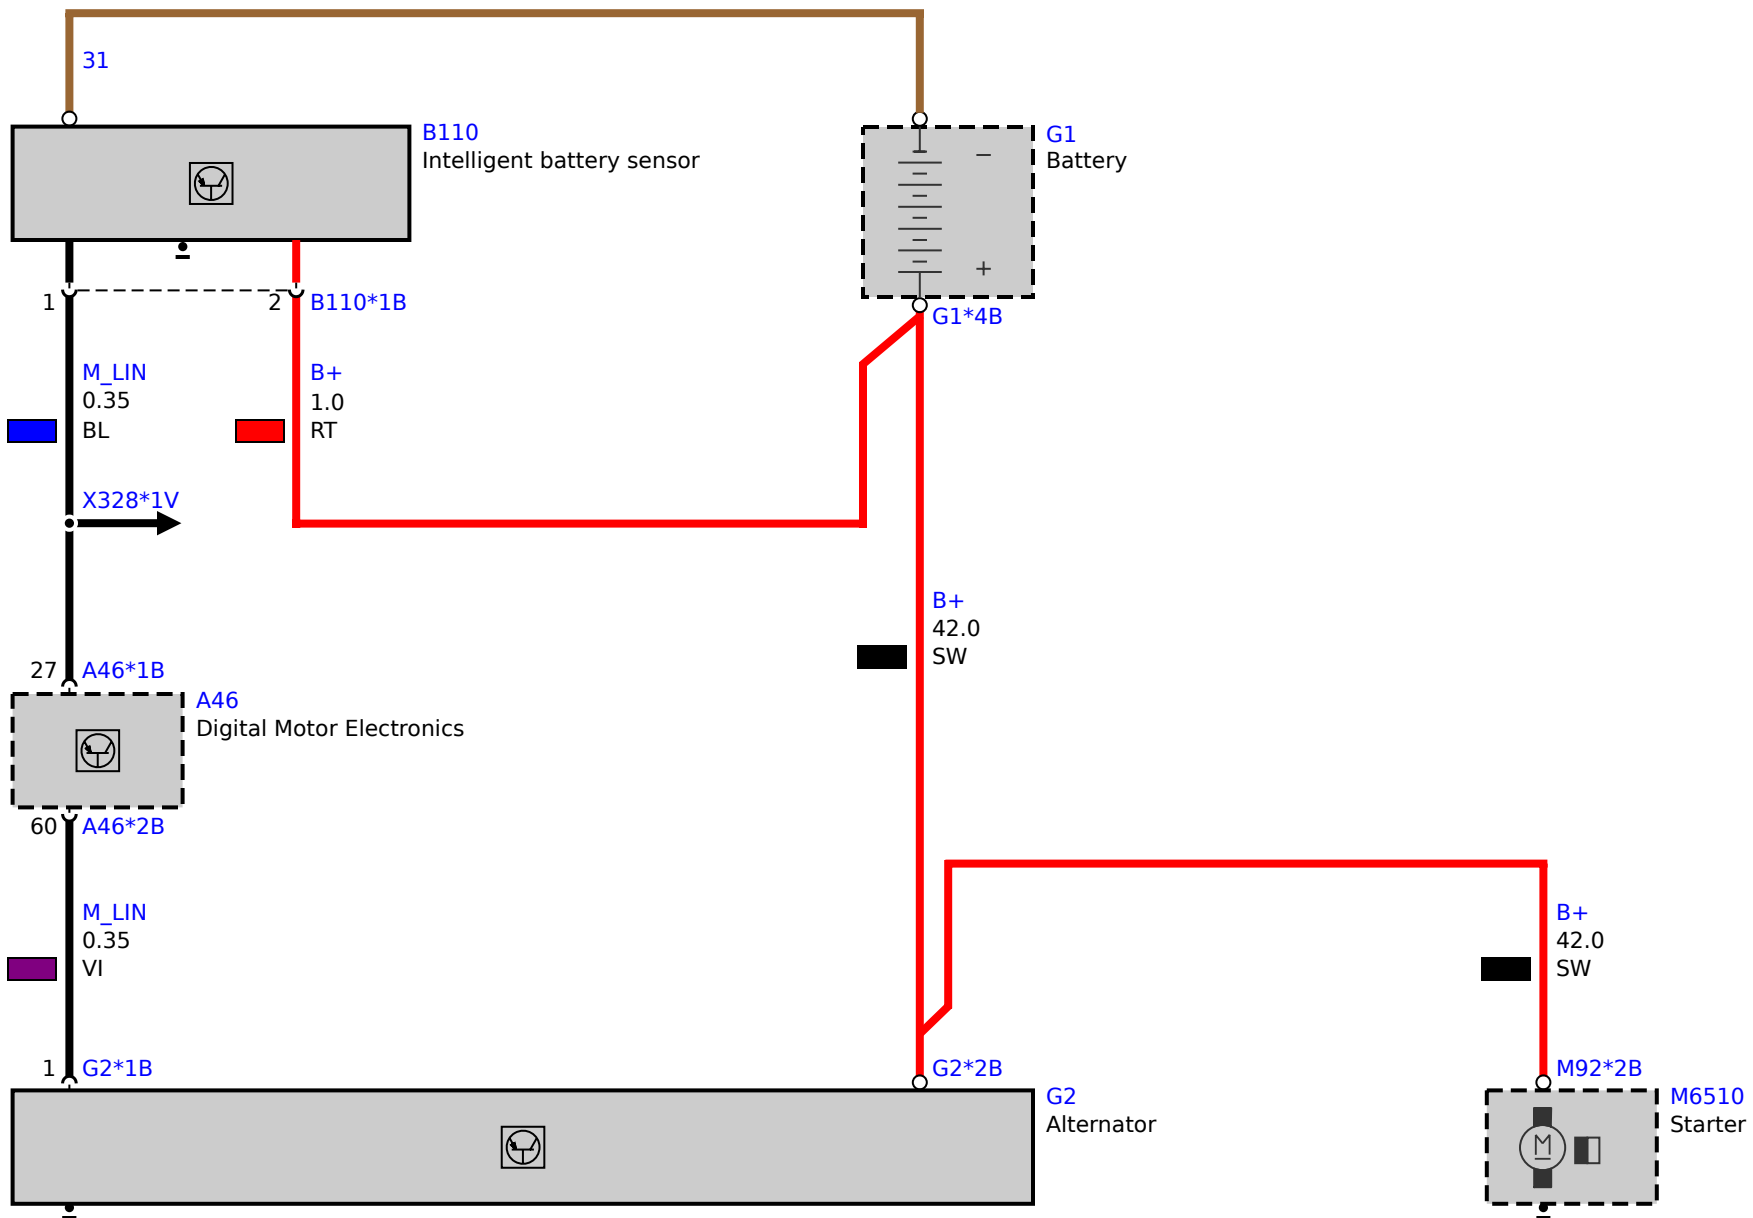 31
B110
Intelligent battery sensor
G1
Battery
−
+
1
2
B110*1B
G1*4B
M_LIN
0.35
BL
B+
1.0
RT
X328*1V
B+
42.0
SW
27
A46*1B
A46
Digital Motor Electronics
60
A46*2B
M_LIN
0.35
VI
B+
42.0
SW
1
G2*1B
G2*2B
M92*2B
G2
Alternator
M
M6510
Starter